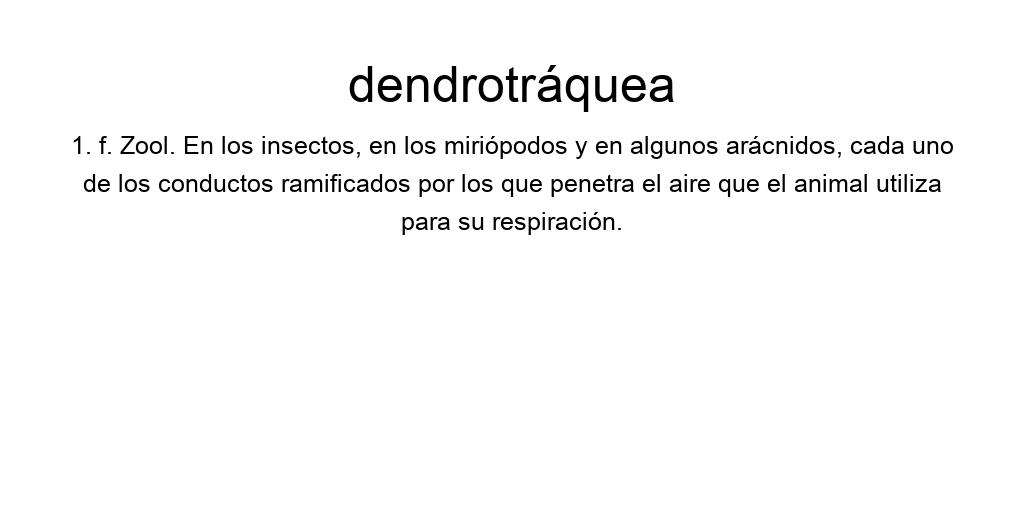 dendrotráquea
1. f. Zool. En los insectos, en los miriópodos y en algunos arácnidos, cada uno
de los conductos ramificados por los que penetra el aire que el animal utiliza
para su respiración.